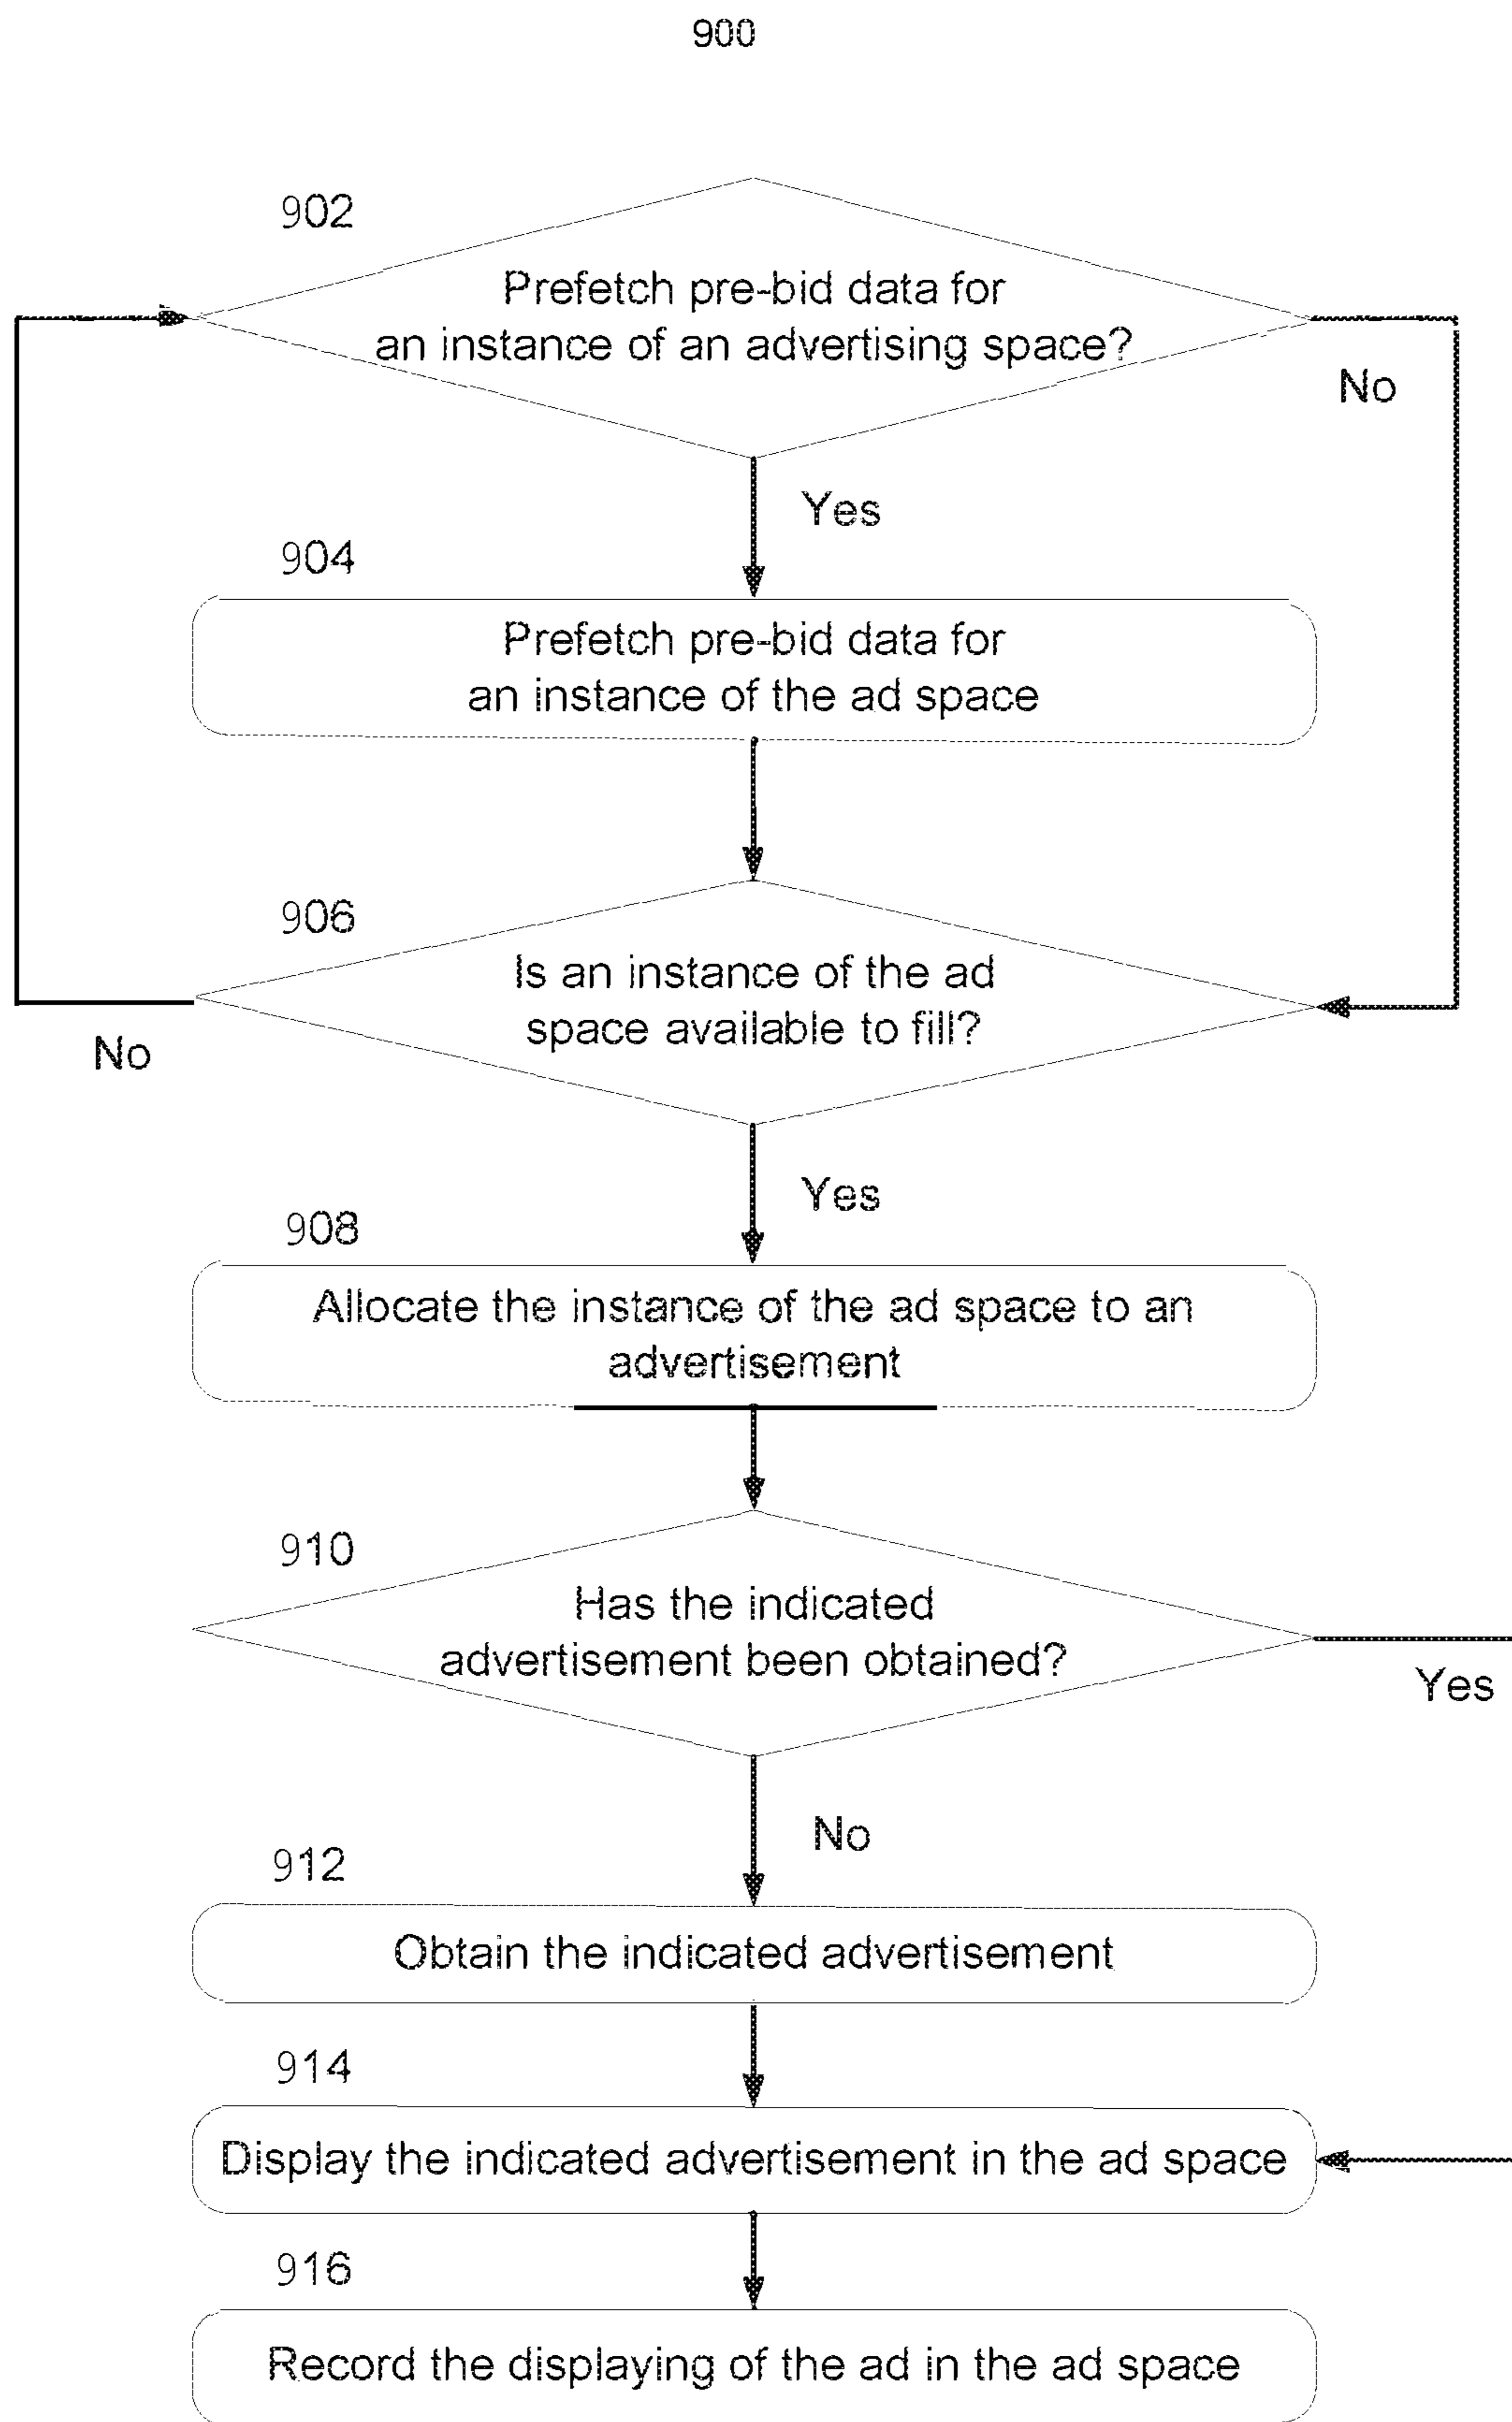 900
902
Prefetch pre-bid data for
an instance of an advertising space?
No
Yes
904
Prefetch pre-bid data for
an instance of the ad space
906
Is an instance of the ad
space available to fill?
No
Yes
908
Allocate the instance of the ad space to an
advertisement
910
Has the indicated
advertisement been obtained?
Yes
No
912
Obtain the indicated advertisement
914
Display the indicated advertisement in the ad space
916
Record the displaying of the ad in the ad space